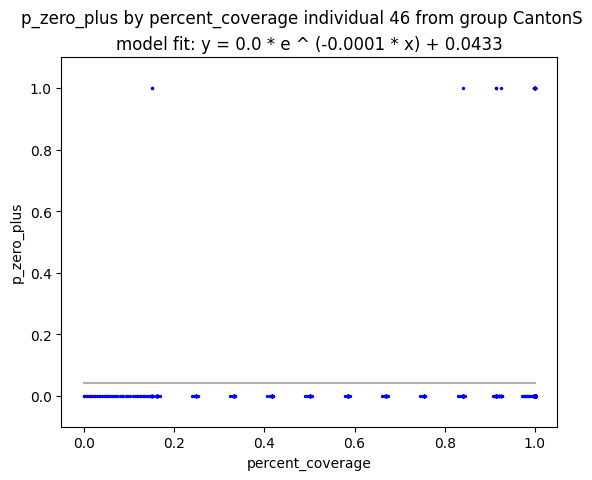 p_zero_plus by percent_coverage individual 46 from group CantonS
model fit: y = 0.0 * e ^ (-0.0001 * x) + 0.0433
1.0
0.8
0.6
0.4
0.2
0.0
p_zero_plus
0.0 0.2 0.4 0.6 0.8 1.0
percent_coverage